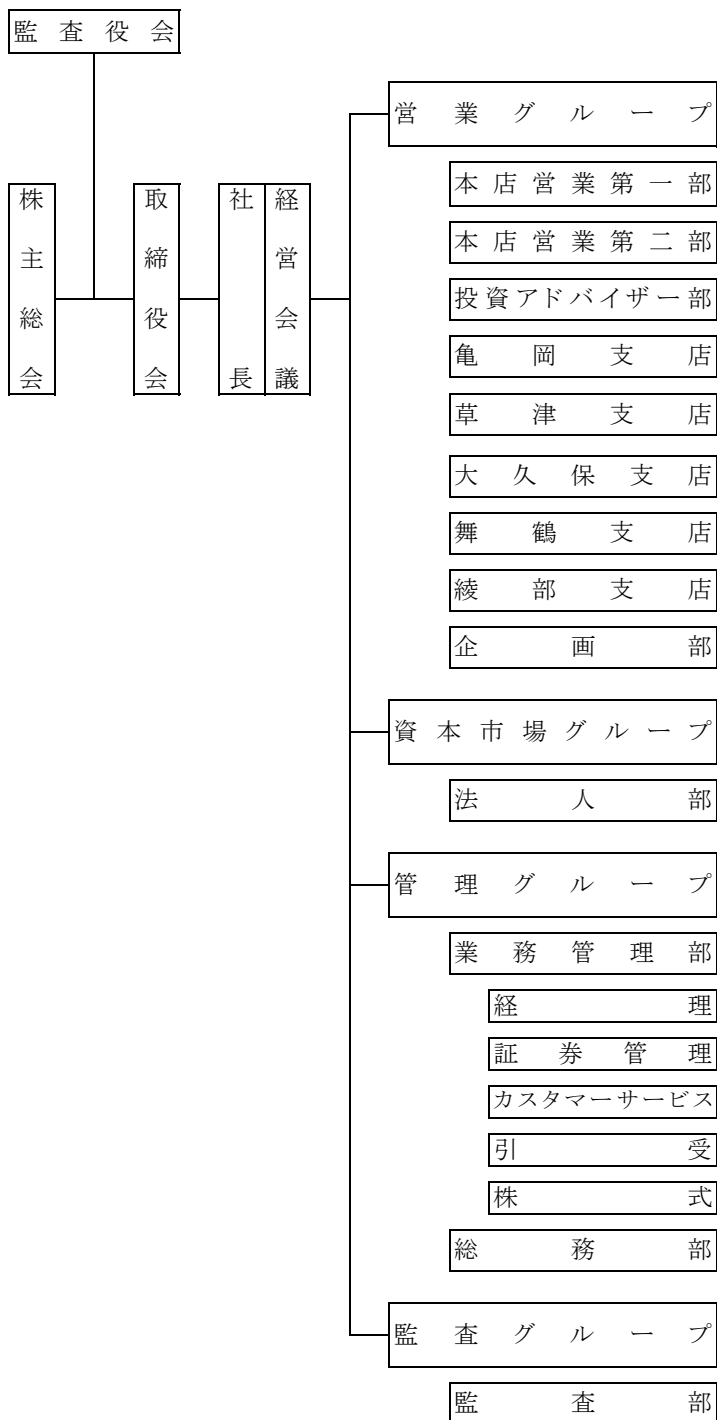 監査役会
株主総会
取締役会
社長
経営会議
営業グループ
本店営業第一部
本店営業第二部
投資アドバイザー部
亀岡支店
草津支店
大久保支店
舞鶴支店
綾部支店
企画部
資本市場グループ
法人部
管理グループ
業務管理部
経理
証券管理
カスタマーサービス
引受
株式
総務部
監査グループ
監査部